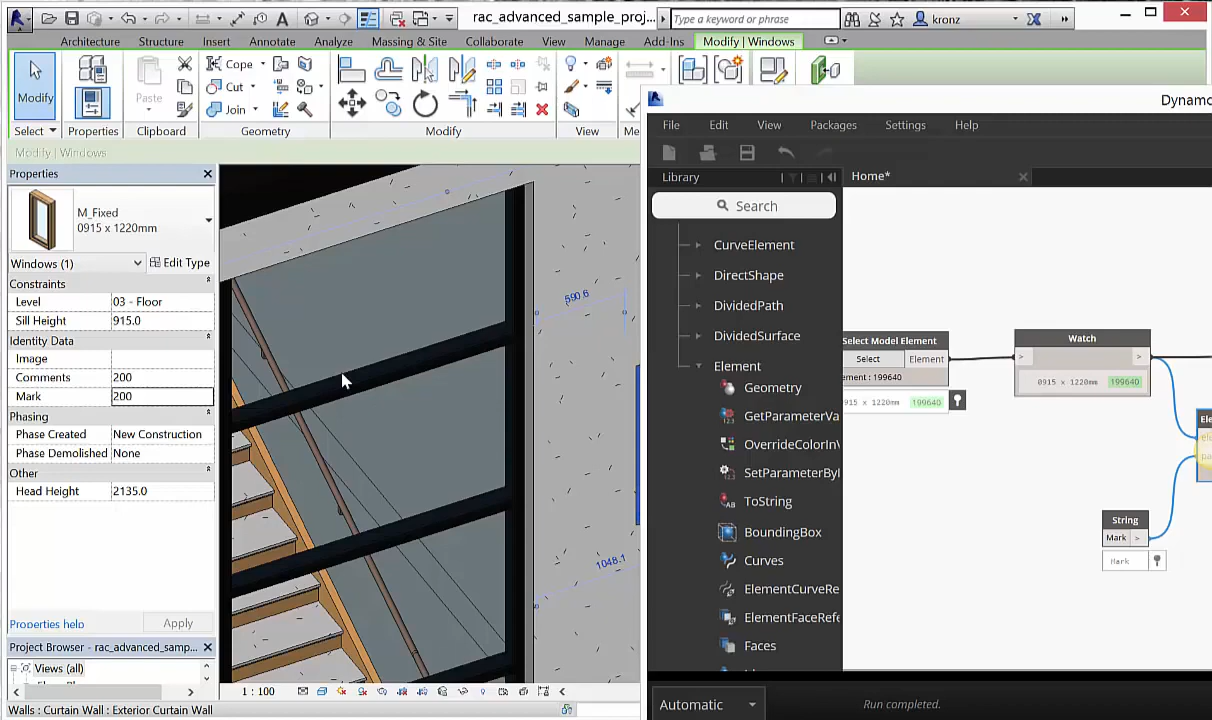 rac_advanced_sample_proj...
Type a keyword or phrase
kronz
Architecture Structure Insert Annotate Analyze Massing & Site Collaborate View Manage Add-Ins Modify | Windows
Modify
Paste
Cope
Cut
Join
Select Properties Clipboard Geometry Modify View Me
Modify | Windows
Properties
M_Fixed
0915 x 1220mm
Windows (1)
Edit Type
Constraints
Level 03 - Floor
Sill Height 915.0
Identity Data
Image
Comments 200
Mark 200
Phasing
Phase Created New Construction
Phase Demolished None
Other
Head Height 2135.0
Properties help
Apply
Project Browser - rac_advanced_samp...
Views (all)
590.6
1048.1
1 : 100
Walls : Curtain Wall : Exterior Curtain Wall
Dynamo
File Edit View Packages Settings Help
Library
Home*
Search
CurveElement
DirectShape
DividedPath
DividedSurface
Element
Geometry
GetParameterVa
OverrideColorInV
SetParameterByI
ToString
BoundingBox
Curves
ElementCurveRe
ElementFaceRefe
Faces
Select Model Element
Select
Element
ement : 199640
915 x 1220mm 199640
Watch
>
>
0915 x 1220mm 199640
Ele
ele
pa
String
Mark >
Mark
Automatic
Run completed.